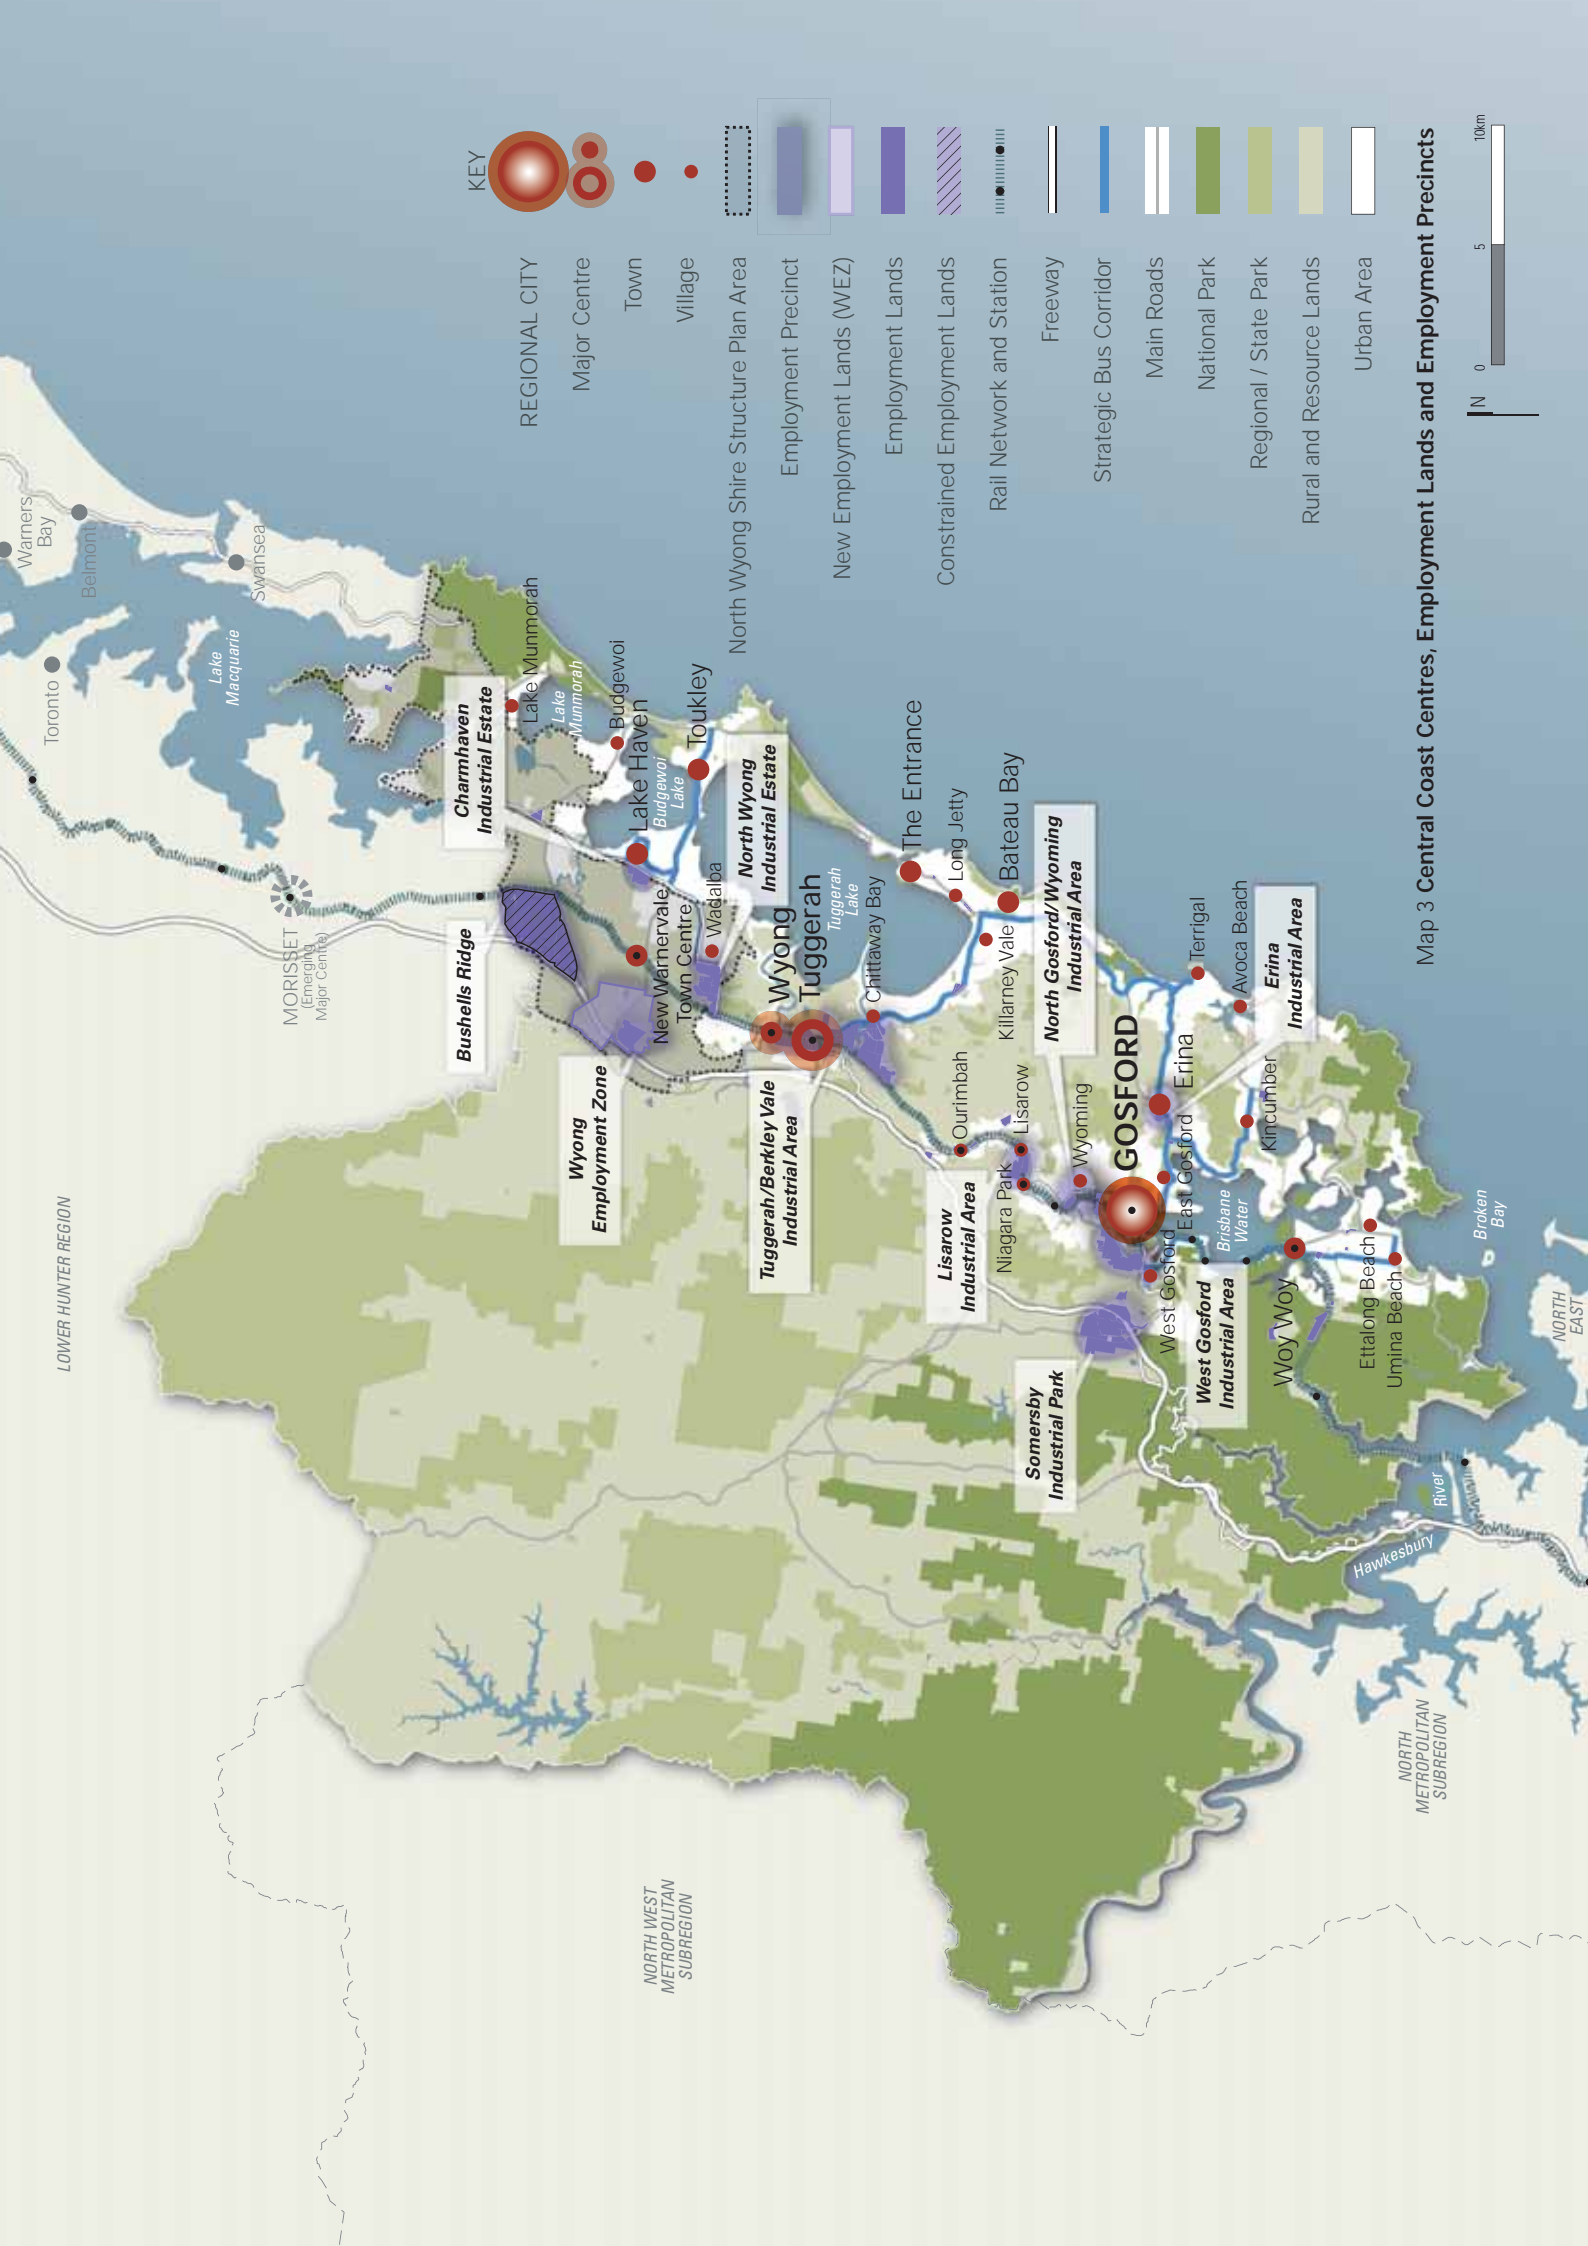 KEY
REGIONAL CITY
Major Centre
Town
Village
North Wyong Shire Structure Plan Area
Employment Precinct
New Employment Lands (WEZ)
Employment Lands
Constrained Employment Lands
Rail Network and Station
Freeway
Strategic Bus Corridor
Main Roads
National Park
Regional / State Park
Rural and Resource Lands
Urban Area
Map 3 Central Coast Centres, Employment Lands and Employment Precincts
N
0
5
10km
LOWER HUNTER REGION
Toronto
Warners
Bay
Belmont
Swansea
Lake
Macquarie
MORISSET
(Emerging
Major Centre)
Bushells Ridge
Charmhaven
Industrial Estate
Lake Munmorah
Lake
Munmorah
Budgewoi
Lake Haven
Budgewoi
Lake
Toukley
Wyong
Employment Zone
New Warnervale
Town Centre
Wadalba
North Wyong
Industrial Estate
Wyong
Tuggerah
Tuggerah
Lake
Tuggerah/Berkley Vale
Industrial Area
Chittaway Bay
The Entrance
Long Jetty
Bateau Bay
Killarney Vale
Ourimbah
Lisarow
Lisarow
Industrial Area
Niagara Park
North Gosford/Wyoming
Industrial Area
Wyoming
GOSFORD
Somersby
Industrial Park
West Gosford
West Gosford
Industrial Area
East Gosford
Erina
Terrigal
Avoca Beach
Erina
Industrial Area
Kincumber
Brisbane
Water
Woy Woy
Ettalong Beach
Umina Beach
Broken
Bay
Hawkesbury
River
NORTH
EAST
NORTH
METROPOLITAN
SUBREGION
NORTH WEST
METROPOLITAN
SUBREGION